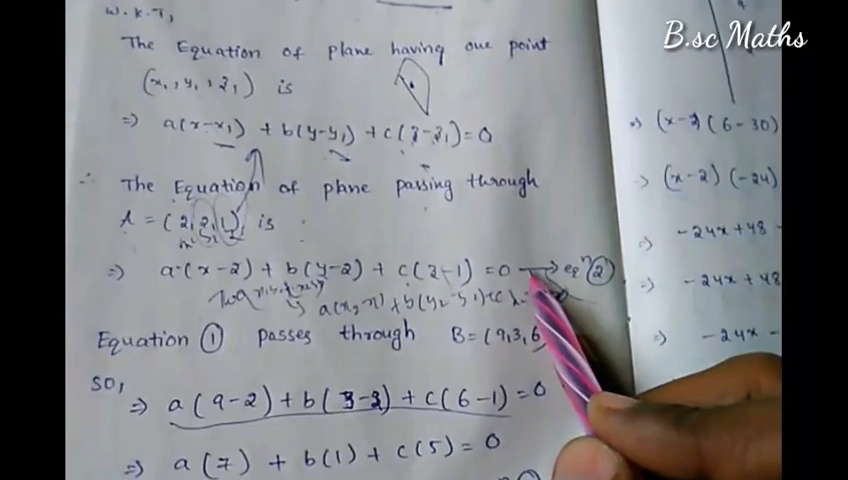 B.sc Maths
W.K.T,
The Equation of plane having one point
(x₁, y₁, z₁) is
⇒ a(x-x₁) + b(y-y₁) + c(z-z₁) = 0
∴ The Equation of plane passing through
A = (2, 2, 1) is
⇒ a(x-2) + b(y-2) + c(z-1) = 0 → eqⁿ ②
Equation ① passes through B = (9,3,6)
so,
⇒ a(9-2) + b(3-2) + c(6-1) = 0
⇒ a(7) + b(1) + c(5) = 0
⇒ (6-30)
⇒ (x-2)(-24)
⇒ -24x+48
⇒ -24x+48
⇒ -24x -